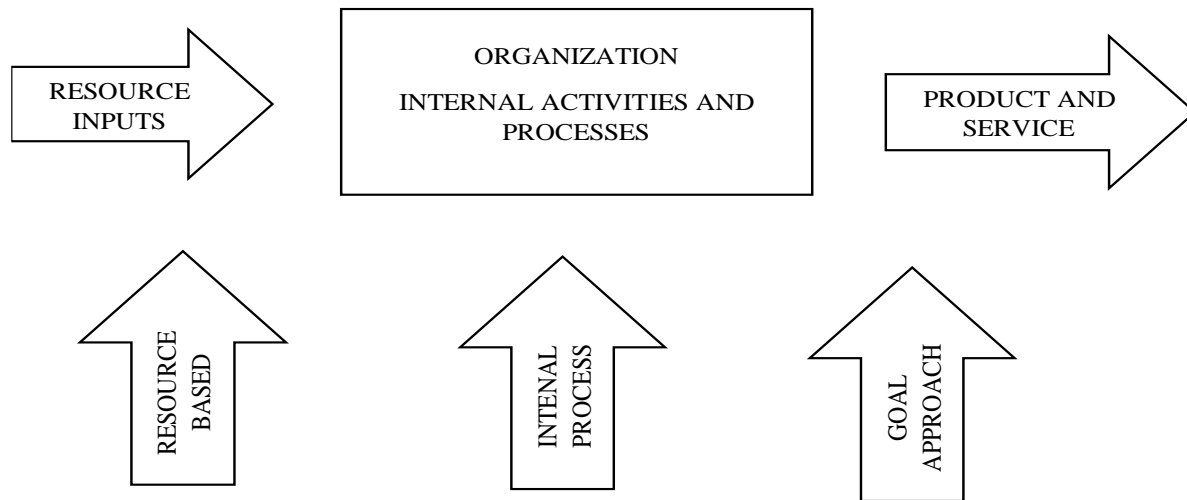 RESOURCE
INPUTS
ORGANIZATION
INTERNAL ACTIVITIES AND
PROCESSES
PRODUCT AND
SERVICE
RESOURCE
BASED
INTENAL
PROCESS
GOAL
APPROACH